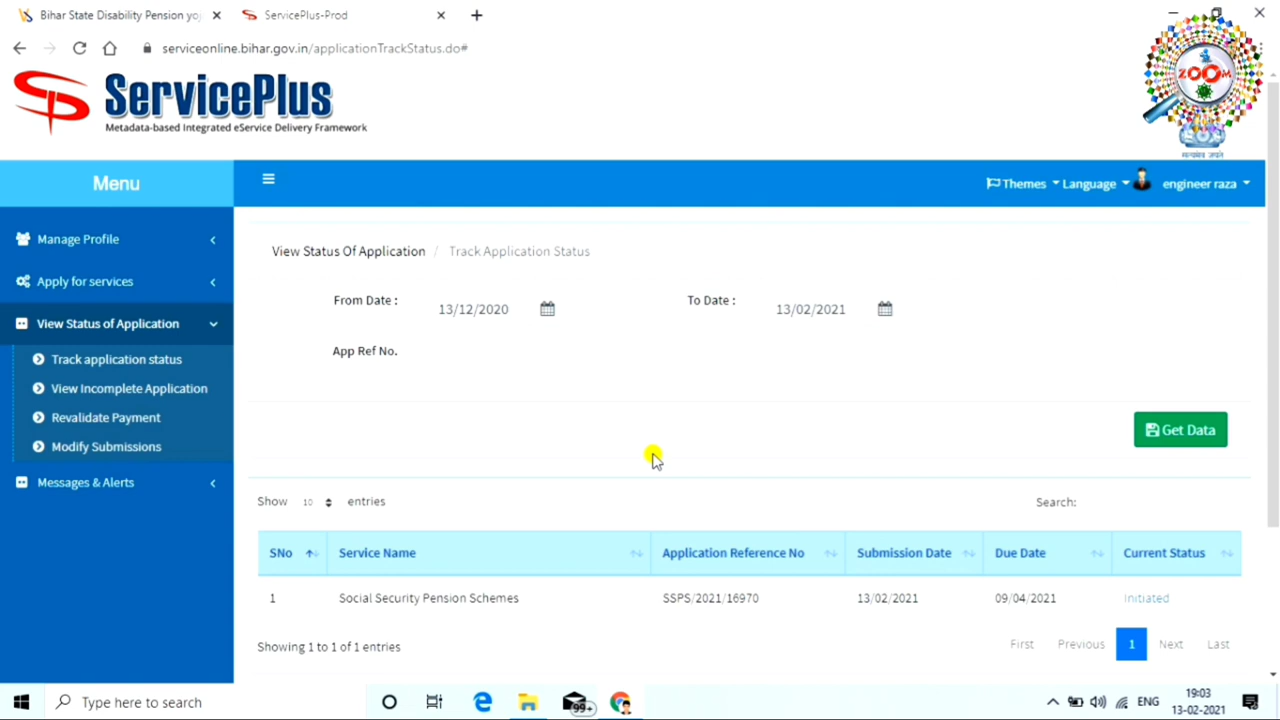 Bihar State Disability Pension yoj
ServicePlus-Prod
serviceonline.bihar.gov.in/applicationTrackStatus.do#
ZOOM
सत्यमेव जयते
ServicePlus
Metadata-based Integrated eService Delivery Framework
Menu
Themes Language engineer raza
Manage Profile
Apply for services
View Status of Application
Track application status
View Incomplete Application
Revalidate Payment
Modify Submissions
Messages & Alerts
View Status Of Application / Track Application Status
From Date : 13/12/2020 To Date : 13/02/2021
App Ref No.
Get Data
Show 10 entries Search:
SNo Service Name Application Reference No Submission Date Due Date Current Status
1 Social Security Pension Schemes SSPS/2021/16970 13/02/2021 09/04/2021 Initiated
Showing 1 to 1 of 1 entries First Previous 1 Next Last
Type here to search 99+ ENG 19:03
13-02-2021